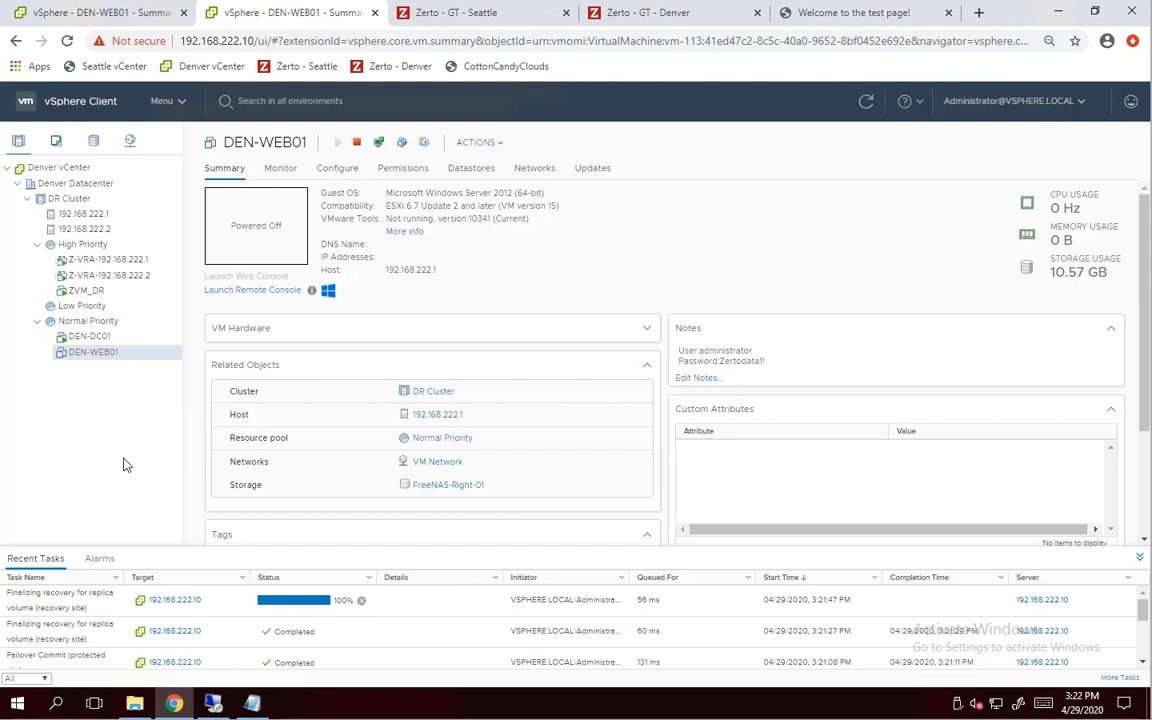 vSphere - DEN-WEB01 - Summa
vSphere - DEN-WEB01 - Summa
Zerto - GT - Seattle
Zerto - GT - Denver
Welcome to the test page!
Not secure
192.168.222.10/ui/#?extensionId=vsphere.core.vm.summary&objectId=urn:vmomi:VirtualMachine:vm-113:41ed47c2-8c5c-40a0-9652-8bf0452e692e&navigator=vsphere.c...
Apps
Seattle vCenter
Denver vCenter
Zerto - Seattle
Zerto - Denver
CottonCandyClouds
vm vSphere Client
Menu
Search in all environments
Administrator@VSPHERE.LOCAL
Denver vCenter
Denver Datacenter
DR Cluster
192.168.222.1
192.168.222.2
High Priority
Z-VRA-192.168.222.1
Z-VRA-192.168.222.2
ZVM_DR
Low Priority
Normal Priority
DEN-DC01
DEN-WEB01
DEN-WEB01
ACTIONS
Summary Monitor Configure Permissions Datastores Networks Updates
Powered Off
Launch Web Console
Launch Remote Console
Guest OS: Microsoft Windows Server 2012 (64-bit)
Compatibility: ESXi 6.7 Update 2 and later (VM version 15)
VMware Tools: Not running, version:10341 (Current)
More info
DNS Name:
IP Addresses:
Host: 192.168.222.1
CPU USAGE
0 Hz
MEMORY USAGE
0 B
STORAGE USAGE
10.57 GB
VM Hardware
Related Objects
Cluster DR Cluster
Host 192.168.222.1
Resource pool Normal Priority
Networks VM Network
Storage FreeNAS-Right-01
Tags
Notes
User:administrator
Password:Zertodata1!
Edit Notes...
Custom Attributes
Attribute Value
No items to display
Recent Tasks Alarms
Task Name Target Status Details Initiator Queued For Start Time Completion Time Server
Finalizing recovery for replica
volume (recovery site)
192.168.222.10 100% VSPHERE.LOCAL\Administra... 56 ms 04/29/2020, 3:21:47 PM 192.168.222.10
Finalizing recovery for replica
volume (recovery site)
192.168.222.10 Completed VSPHERE.LOCAL\Administra... 60 ms 04/29/2020, 3:21:27 PM 04/29/2020, 3:21:29 PM 192.168.222.10
Failover Commit (protected
192.168.222.10 Completed VSPHERE.LOCAL\Administra... 131 ms 04/29/2020, 3:21:08 PM 04/29/2020, 3:21:11 PM 192.168.222.10
Activate Windows
Go to Settings to activate Windows.
All
More Tasks
3:22 PM
4/29/2020